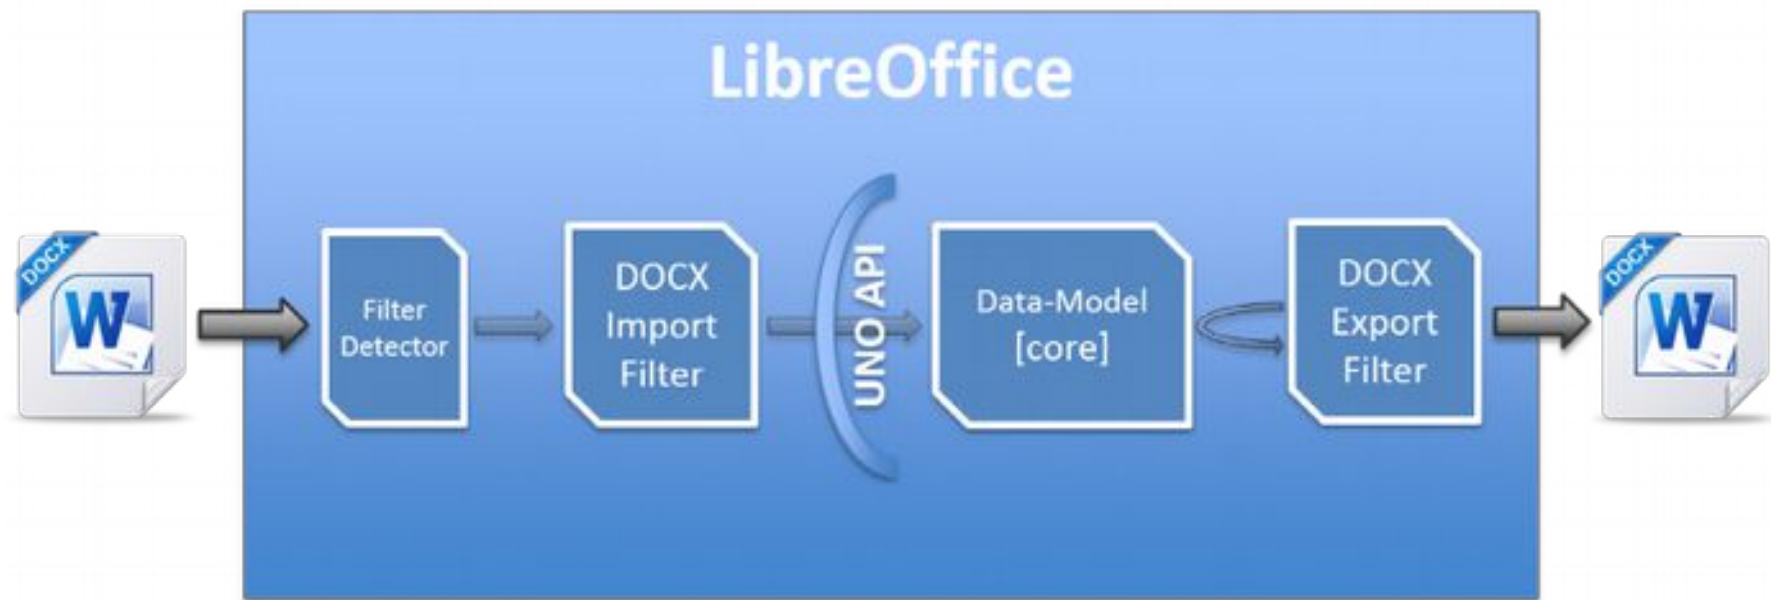 LibreOffice
DOCX
W
Filter
Detector
DOCX
Import
Filter
UNO API
Data-Model
[core]
DOCX
Export
Filter
DOCX
W